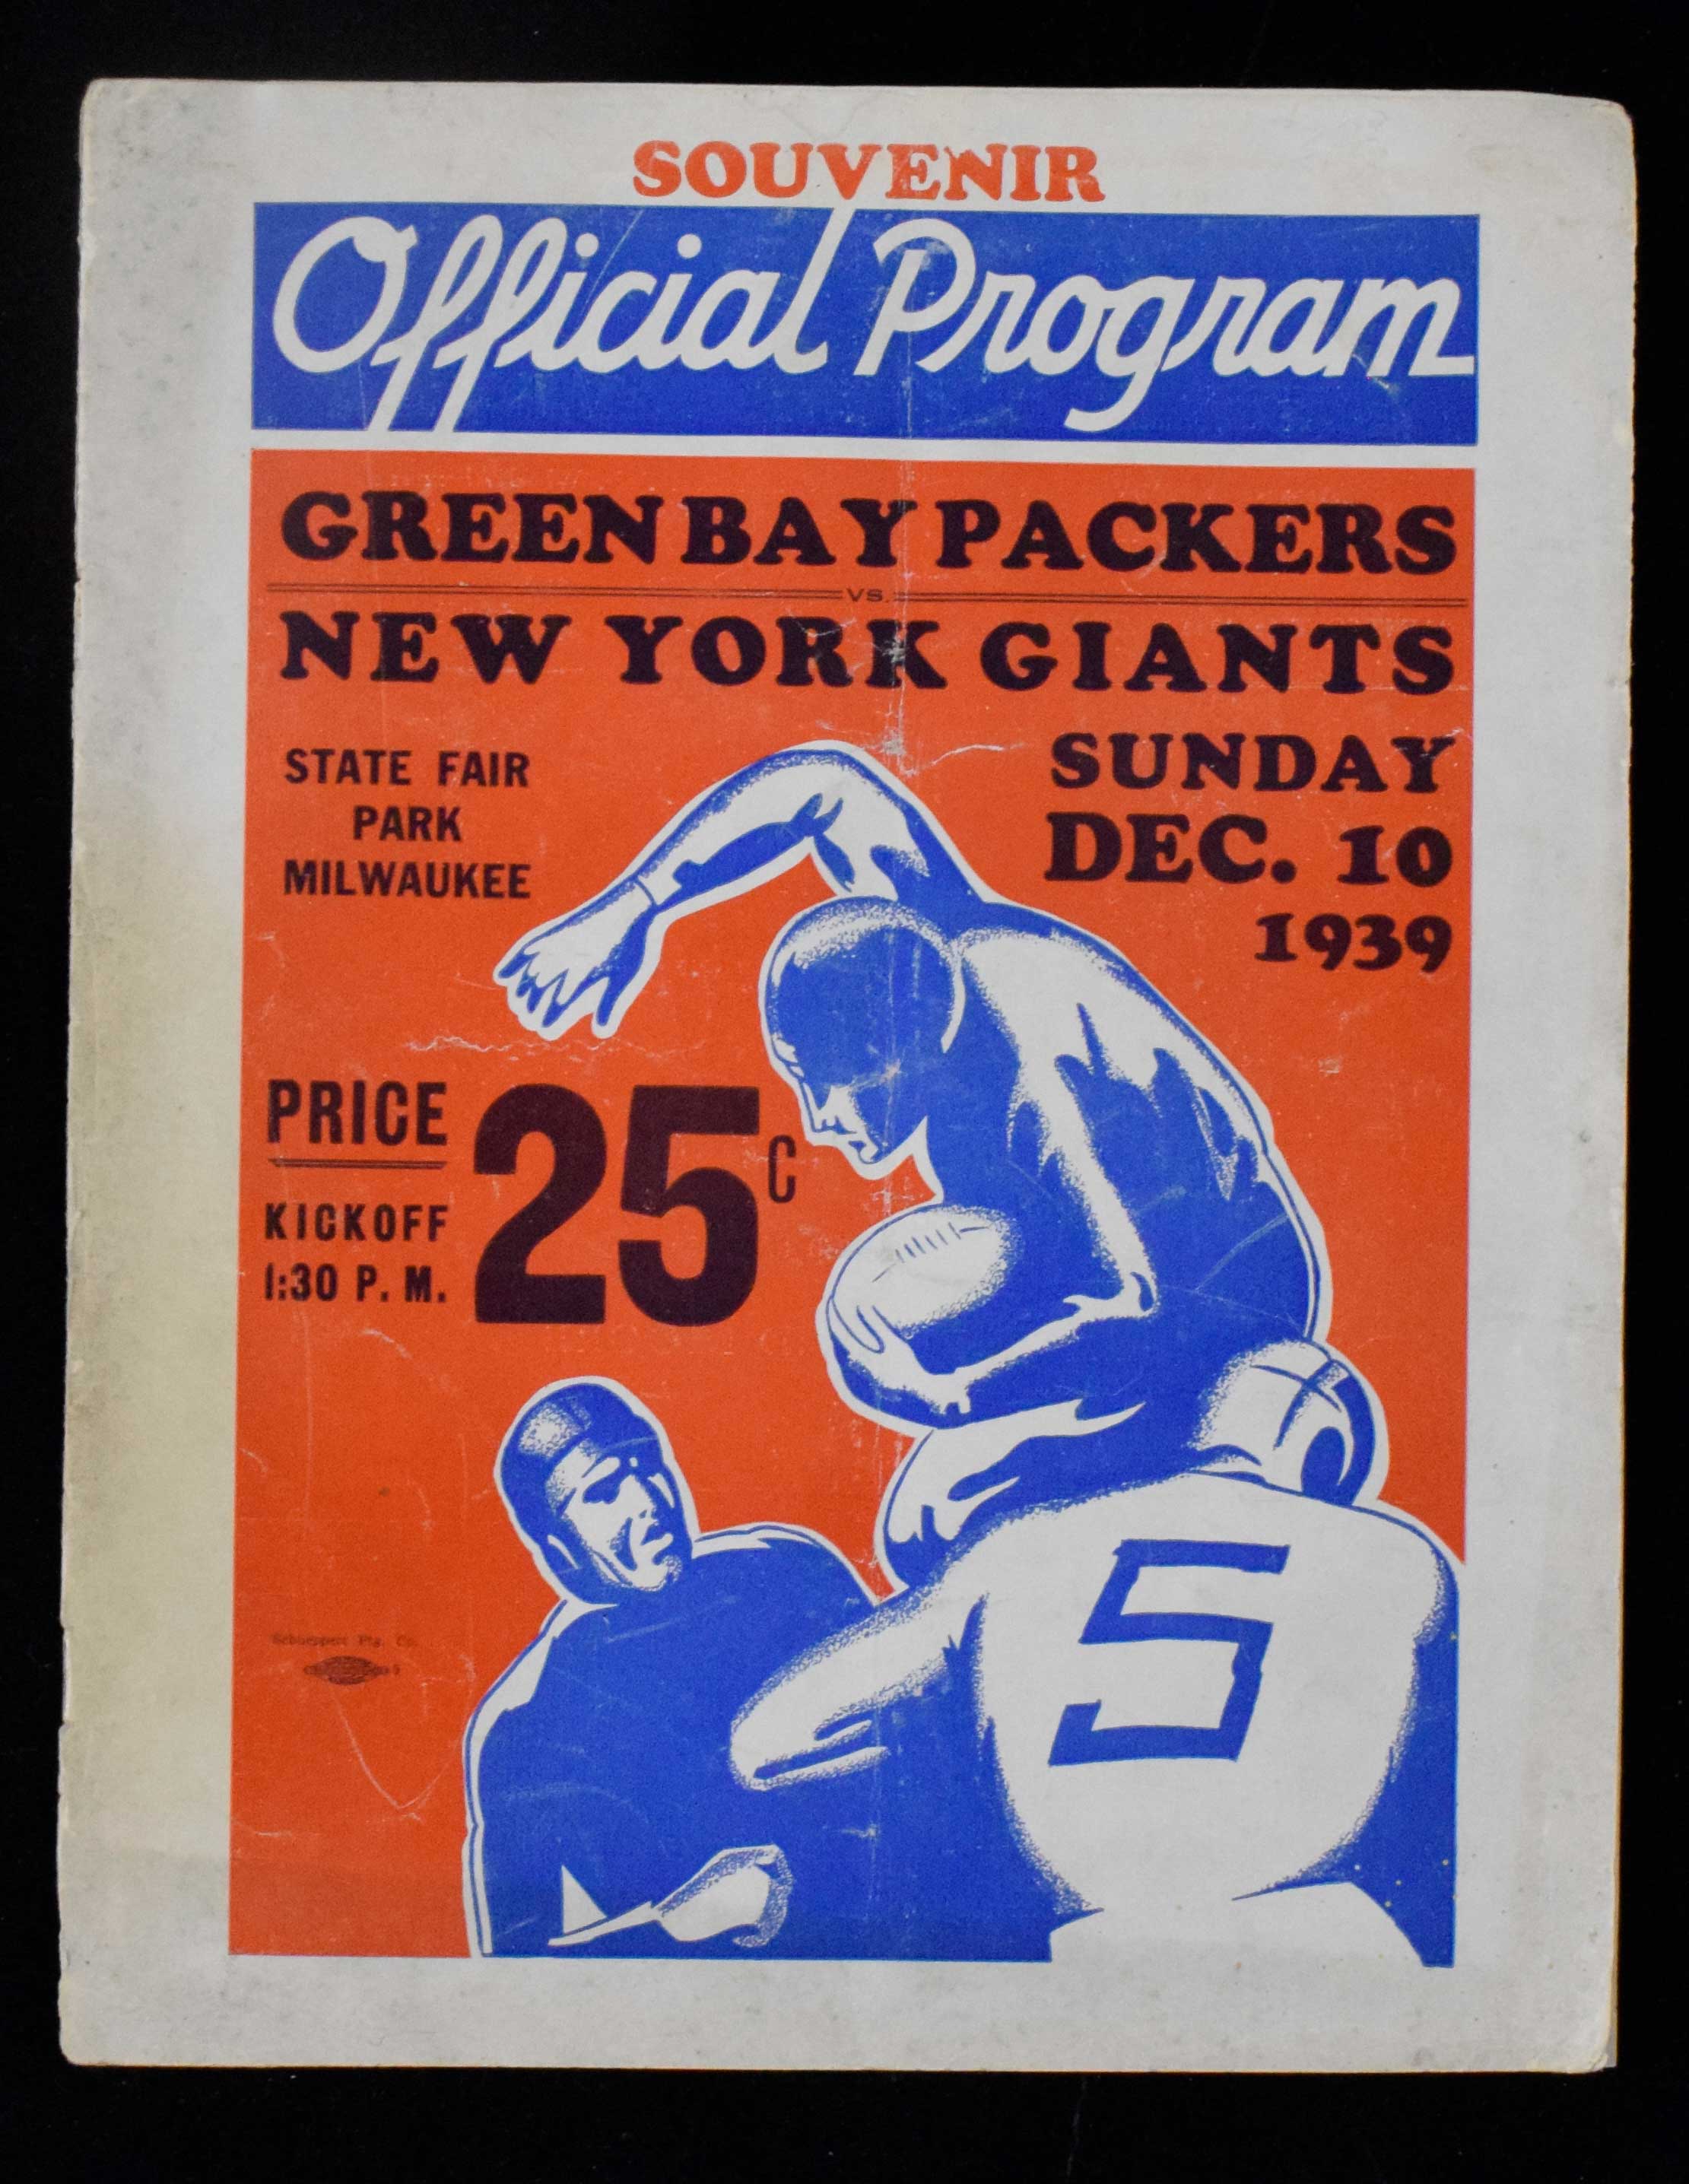 SOUVENIR
Official Program
GREEN BAY PACKERS
VS.
NEW YORK GIANTS
STATE FAIR
PARK
MILWAUKEE
SUNDAY
DEC. 10
1939
PRICE
25c
KICKOFF
1:30 P. M.
5